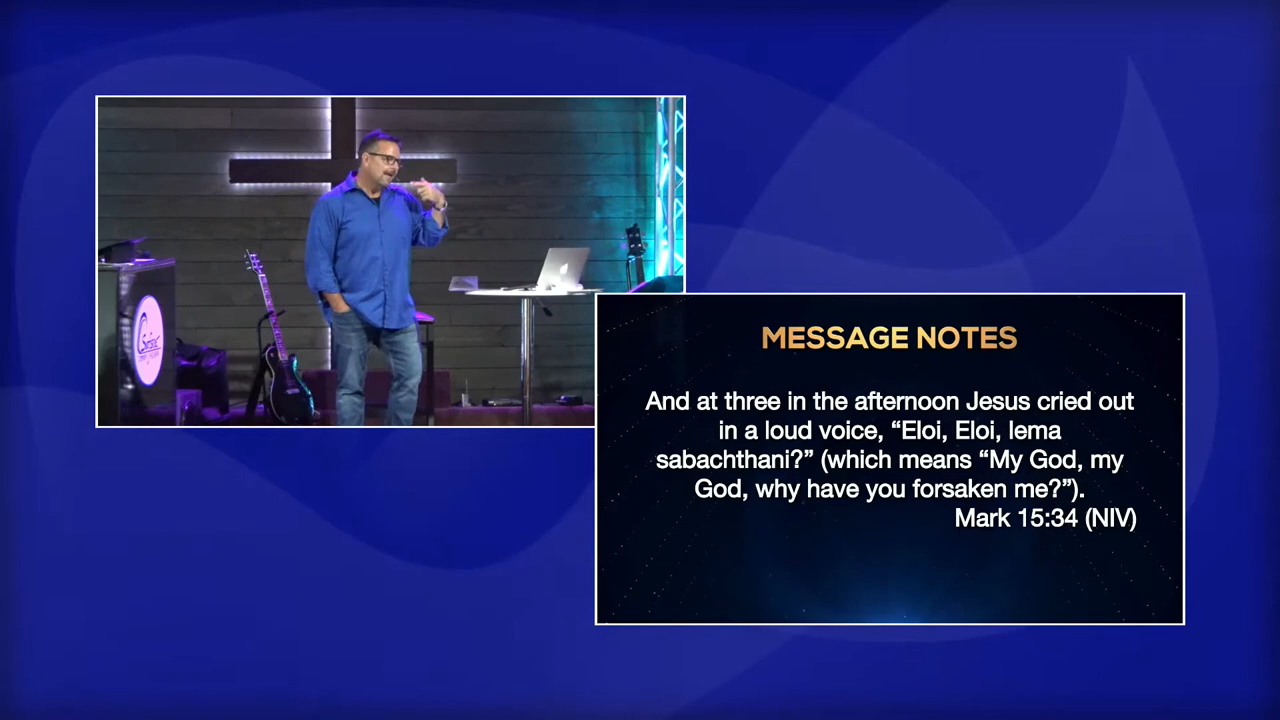 MESSAGE NOTES
And at three in the afternoon Jesus cried out
in a loud voice, “Eloi, Eloi, lema
sabachthani?” (which means “My God, my
God, why have you forsaken me?”).
Mark 15:34 (NIV)